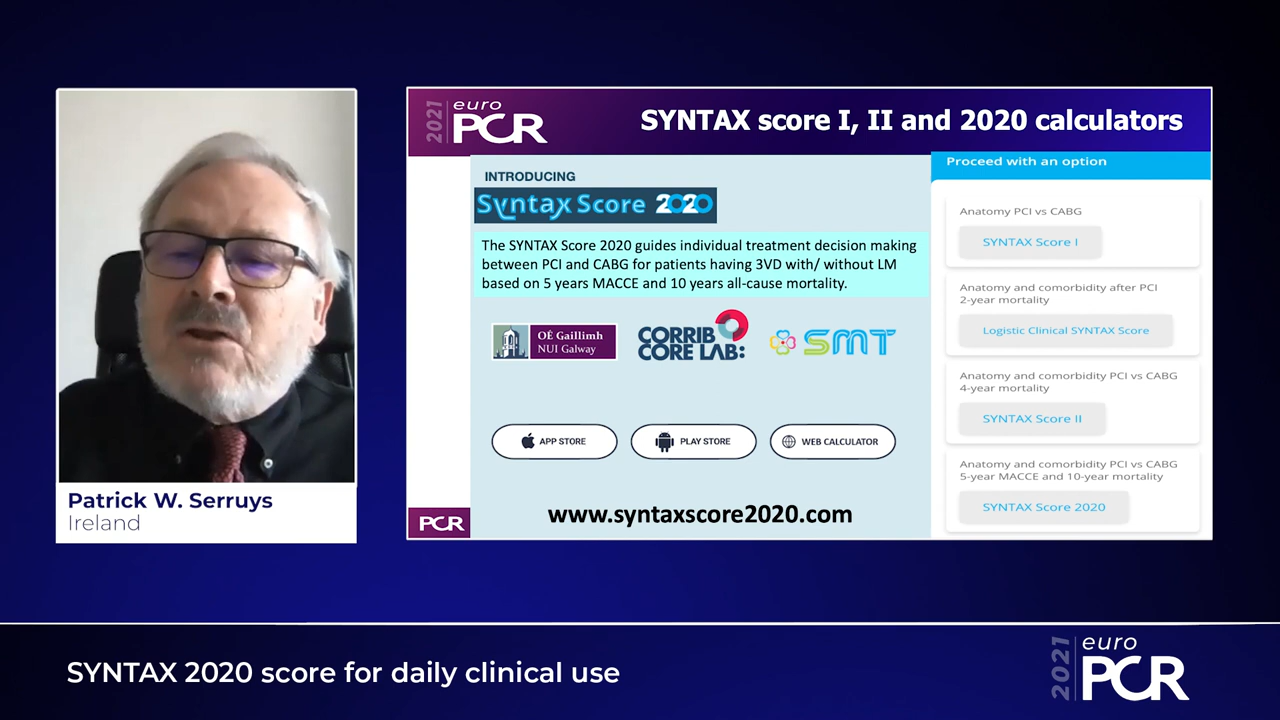 2021 euro PCR
SYNTAX score I, II and 2020 calculators
INTRODUCING
Syntax Score 2020
The SYNTAX Score 2020 guides individual treatment decision making
between PCI and CABG for patients having 3VD with/ without LM
based on 5 years MACCE and 10 years all-cause mortality.
OÉ Gaillimh
NUI Galway
CORRIB
CORE LAB:
SMT
APP STORE
PLAY STORE
WEB CALCULATOR
www.syntaxscore2020.com
PCR
Proceed with an option
Anatomy PCI vs CABG
SYNTAX Score I
Anatomy and comorbidity after PCI
2-year mortality
Logistic Clinical SYNTAX Score
Anatomy and comorbidity PCI vs CABG
4-year mortality
SYNTAX Score II
Anatomy and comorbidity PCI vs CABG
5-year MACCE and 10-year mortality
SYNTAX Score 2020
Patrick W. Serruys
Ireland
SYNTAX 2020 score for daily clinical use
2021 euro PCR